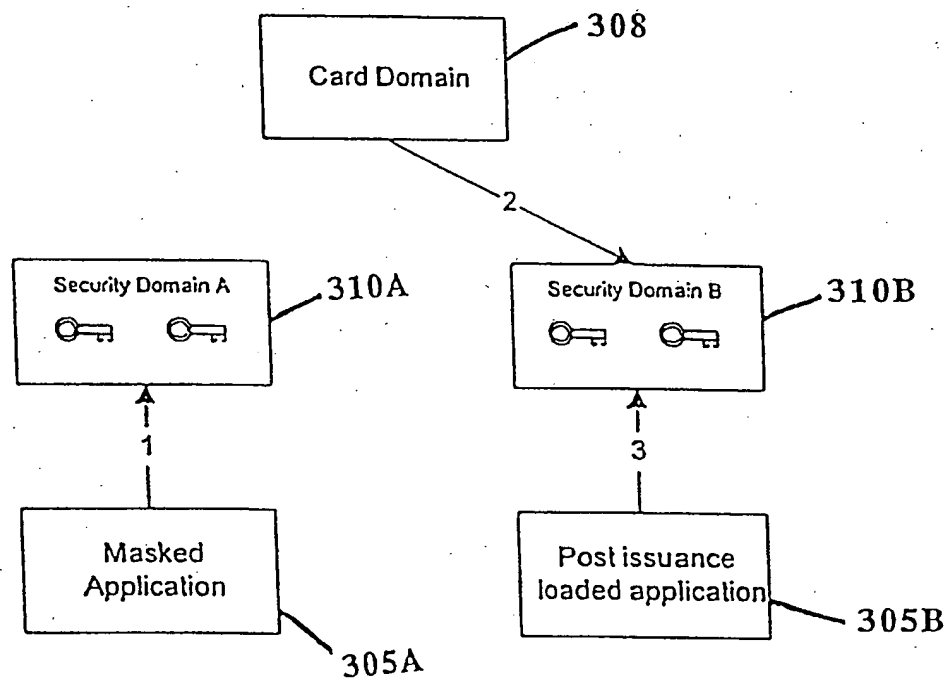 308
Card Domain
2
Security Domain A
310A
Security Domain B
310B
1
3
Masked
Application
305A
Post issuance
loaded application
305B